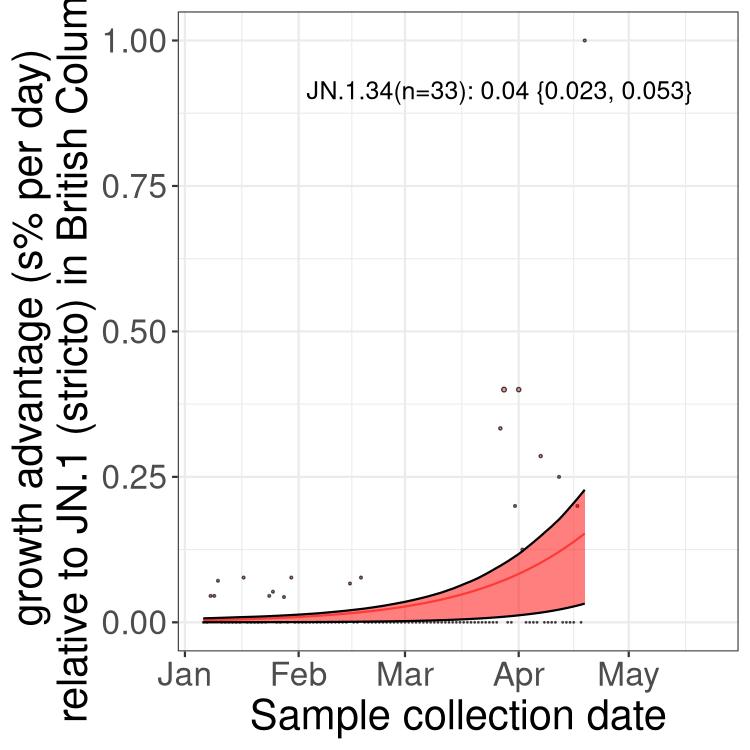 growth advantage (s% per day)
relative to JN.1 (stricto) in British Colum
1.00
0.75
0.50
0.25
0.00
JN.1.34(n=33): 0.04 {0.023, 0.053}
Jan Feb Mar Apr May
Sample collection date